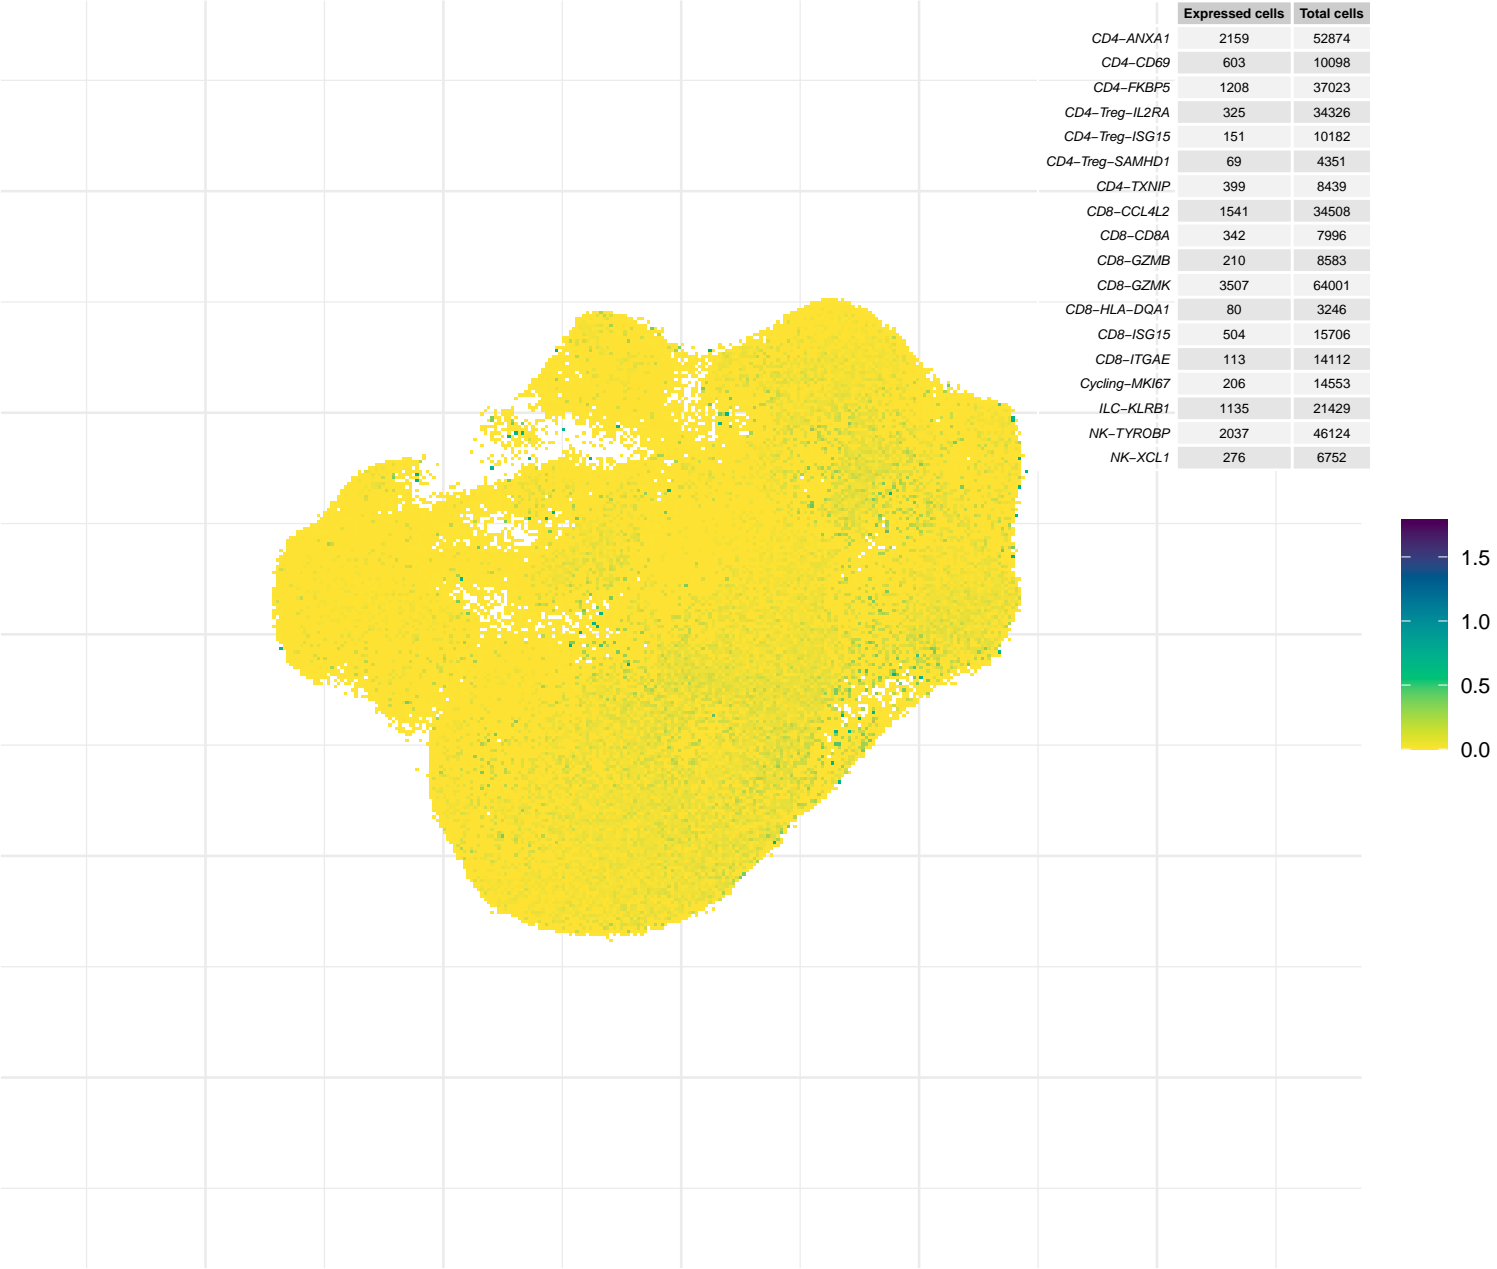 Expressed cells Total cells
CD4−ANXA1 2159 52874
CD4−CD69 603 10098
CD4−FKBP5 1208 37023
CD4−Treg−IL2RA 325 34326
CD4−Treg−ISG15 151 10182
CD4−Treg−SAMHD1 69 4351
CD4−TXNIP 399 8439
CD8−CCL4L2 1541 34508
CD8−CD8A 342 7996
CD8−GZMB 210 8583
CD8−GZMK 3507 64001
CD8−HLA−DQA1 80 3246
CD8−ISG15 504 15706
CD8−ITGAE 113 14112
Cycling−MKI67 206 14553
ILC−KLRB1 1135 21429
NK−TYROBP 2037 46124
NK−XCL1 276 6752
1.5
1.0
0.5
0.0